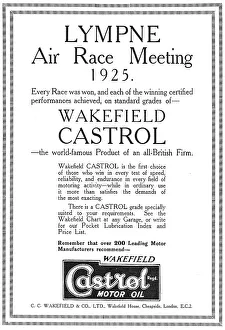 LYMPNE
Air Race Meeting
1925.
Every Race was won, and each of the winning certified
performances achieved, on standard grades of—
WAKEFIELD
CASTROL
—the world-famous Product of an all-British Firm.
Wakefield CASTROL is the first choice
of those who win in every test of speed,
reliability, and endurance in every field of
motoring activity—while in ordinary use
it more than satisfies the demands of
the most exacting.
There is a CASTROL grade specially
suited to your requirements. See the
Wakefield Chart at any Garage, or write
for our Pocket Lubrication Index and
Price List.
Remember that over 200 Leading Motor
Manufacturers recommend—
WAKEFIELD
Castrol Regd.
MOTOR OIL
C. C. WAKEFIELD & CO., LTD., Wakefield House, Cheapside, London, E.C.2.